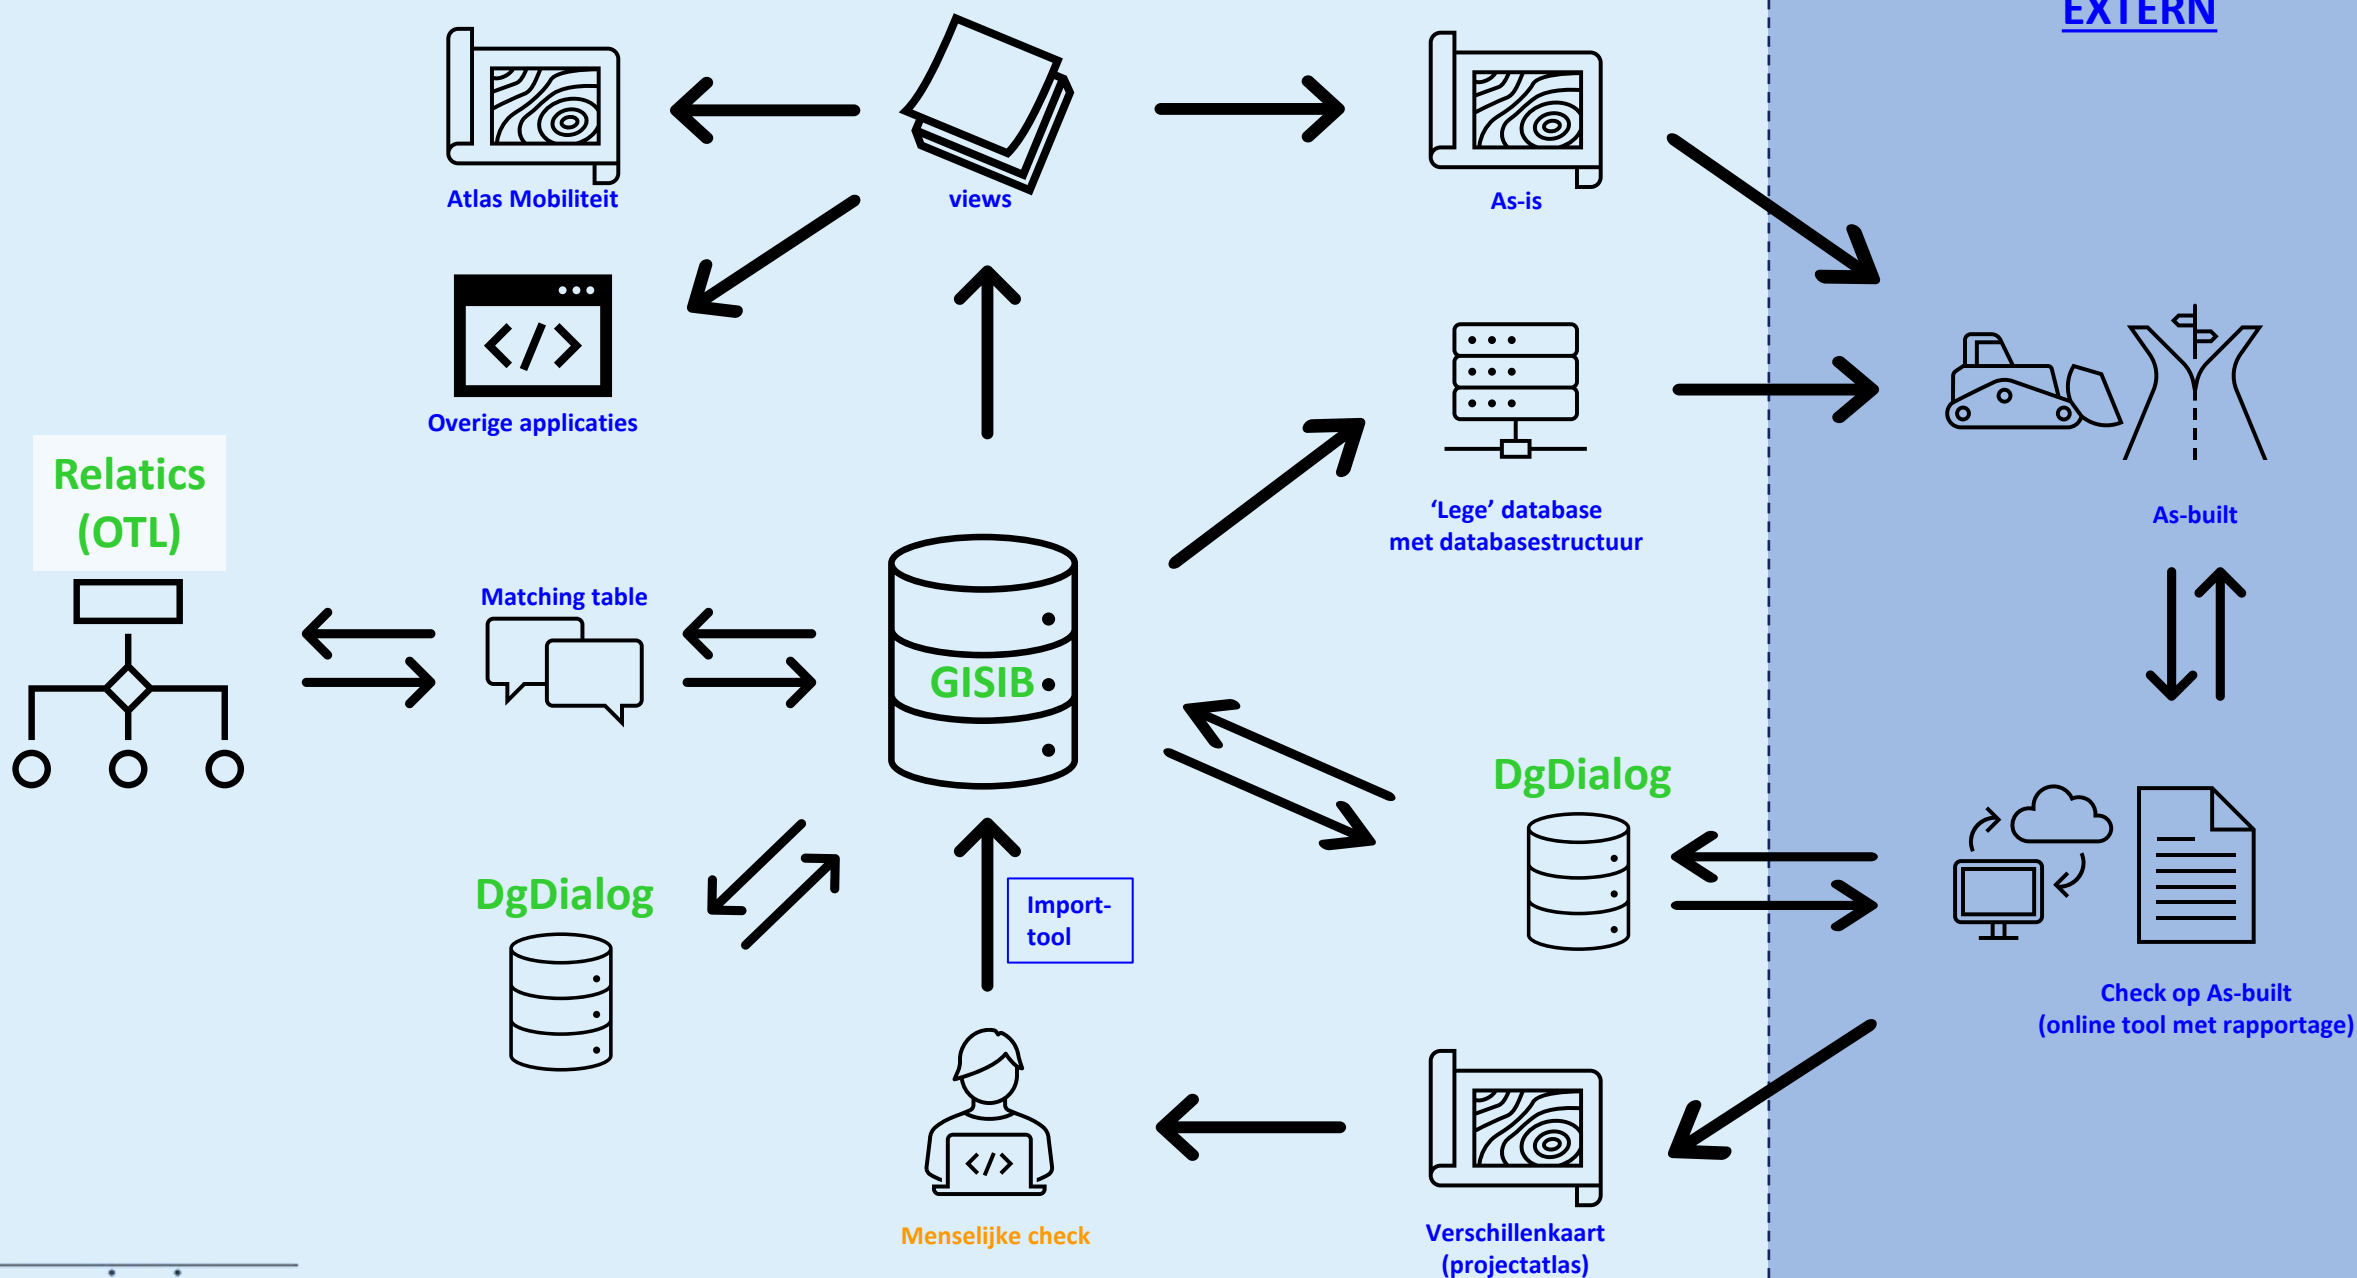 EXTERN
Atlas Mobiliteit
views
As-is
Overige applicaties
Relatics
(OTL)
'Lege' database
met databasestructuur
As-built
Matching table
GISIB
DgDialog
DgDialog
Import-
tool
Check op As-built
(online tool met rapportage)
Menselijke check
Verschillenkaart
(projectatlas)